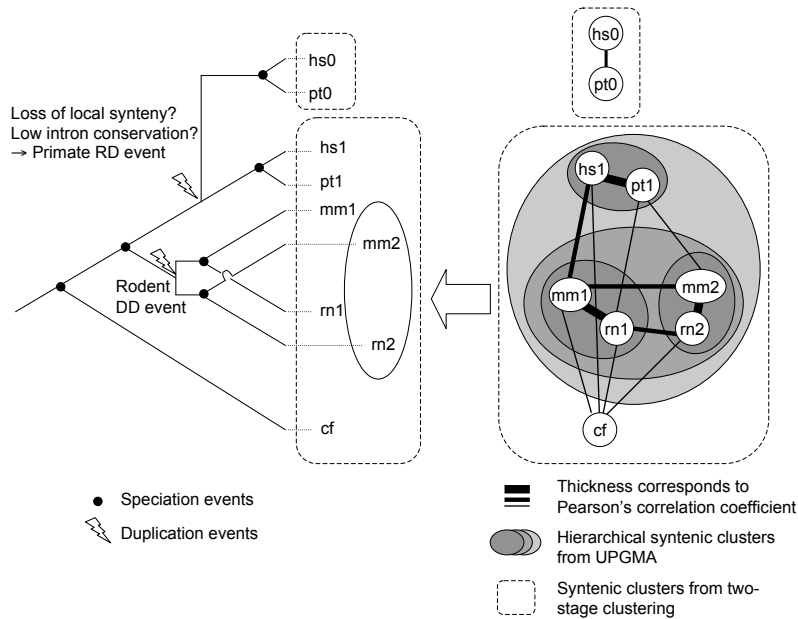 hs0
pt0
Loss of local synteny?
Low intron conservation?
→ Primate RD event
hs1
pt1
mm1
mm2
Rodent
DD event
rn1
rn2
cf
Speciation events
Duplication events
hs0
pt0
hs1
pt1
mm1
mm2
rn1
rn2
cf
Thickness corresponds to
Pearson's correlation coefficient
Hierarchical syntenic clusters
from UPGMA
Syntenic clusters from two-
stage clustering